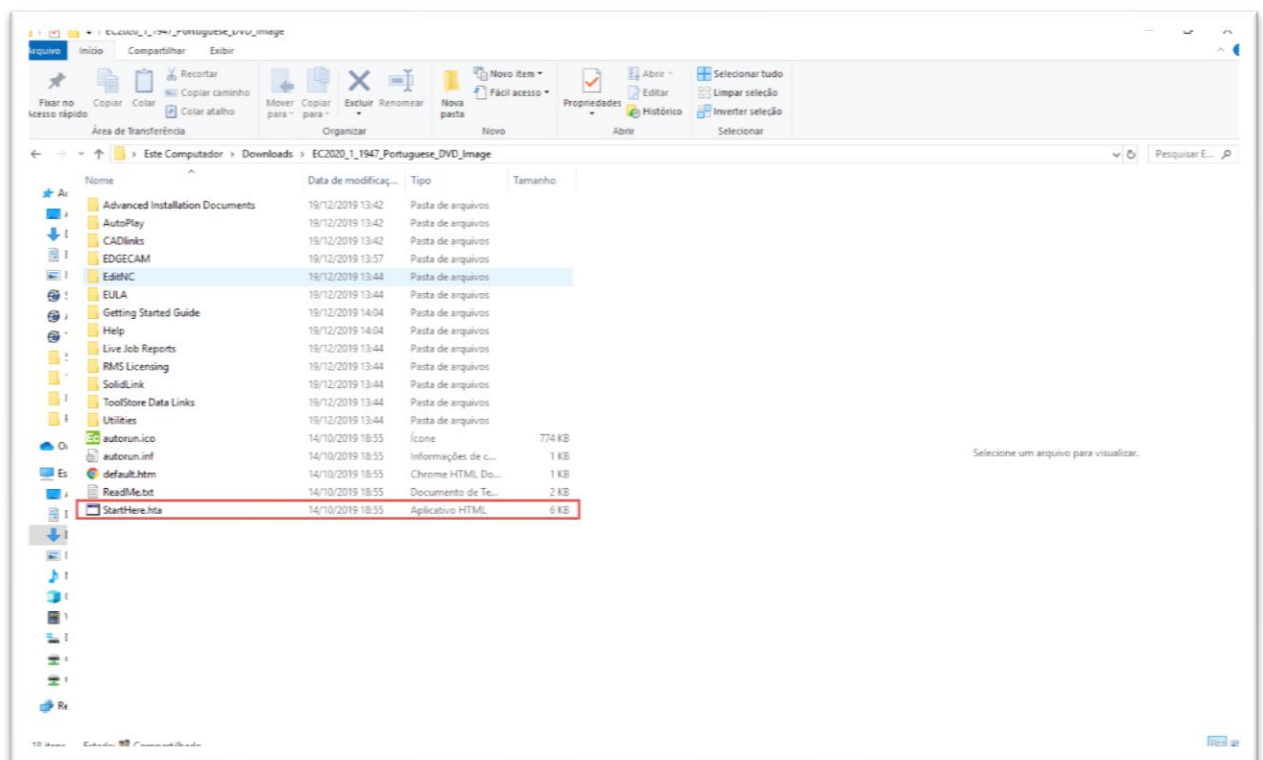 EC2020_1_1947_Portuguese_DVD_Image
Arquivo Início Compartilhar Exibir
Fixar no Acesso rápido
Copiar
Colar
Recortar
Copiar caminho
Colar atalho
Área de Transferência
Mover para
Copiar para
Excluir
Renomear
Organizar
Nova pasta
Novo item
Fácil acesso
Novo
Propriedades
Abrir
Editar
Histórico
Abrir
Selecionar tudo
Limpar seleção
Inverter seleção
Selecionar
Este Computador > Downloads > EC2020_1_1947_Portuguese_DVD_Image
Pesquisar E...
Nome Data de modificaç... Tipo Tamanho
Advanced Installation Documents 19/12/2019 13:42 Pasta de arquivos
AutoPlay 19/12/2019 13:42 Pasta de arquivos
CADlinks 19/12/2019 13:42 Pasta de arquivos
EDGECAM 19/12/2019 13:57 Pasta de arquivos
EditNC 19/12/2019 13:44 Pasta de arquivos
EULA 19/12/2019 13:44 Pasta de arquivos
Getting Started Guide 19/12/2019 14:04 Pasta de arquivos
Help 19/12/2019 14:04 Pasta de arquivos
Live Job Reports 19/12/2019 13:44 Pasta de arquivos
RMS Licensing 19/12/2019 13:44 Pasta de arquivos
SolidLink 19/12/2019 13:44 Pasta de arquivos
ToolStore Data Links 19/12/2019 13:44 Pasta de arquivos
Utilities 19/12/2019 13:44 Pasta de arquivos
autorun.ico 14/10/2019 18:55 Ícone 774 KB
autorun.inf 14/10/2019 18:55 Informações de c... 1 KB
default.htm 14/10/2019 18:55 Chrome HTML Do... 1 KB
ReadMe.txt 14/10/2019 18:55 Documento de Te... 2 KB
StartHere.hta 14/10/2019 18:55 Aplicativo HTML 6 KB
Selecione um arquivo para visualizar.
18 itens Estado: Compartilhado